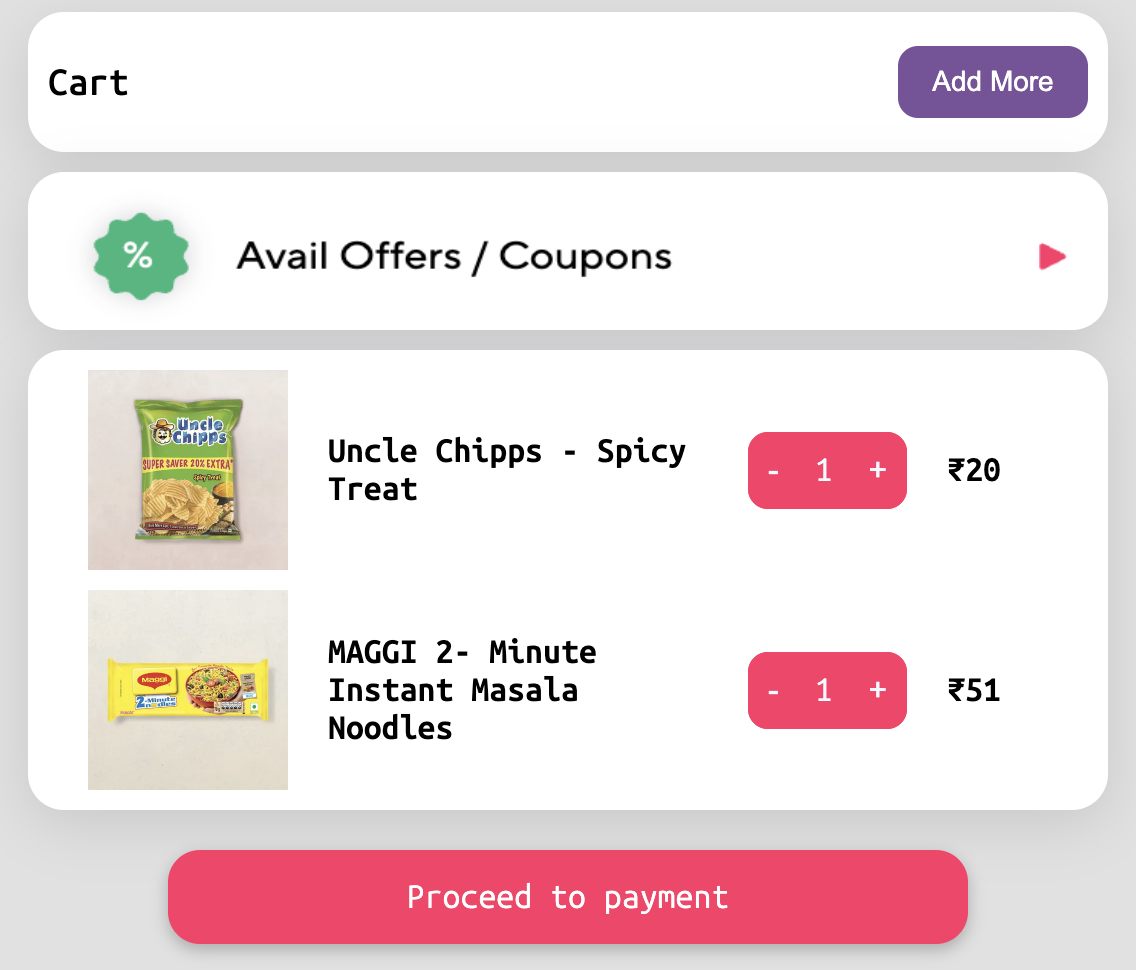 Cart
Add More
%
Avail Offers / Coupons
Uncle
Chipps
SUPER SAVER 20% EXTRA*
Spicy Treat
Uncle Chipps - Spicy
Treat
- 1 +
₹20
Maggi
2-Minute
noodles
MAGGI 2- Minute
Instant Masala
Noodles
- 1 +
₹51
Proceed to payment